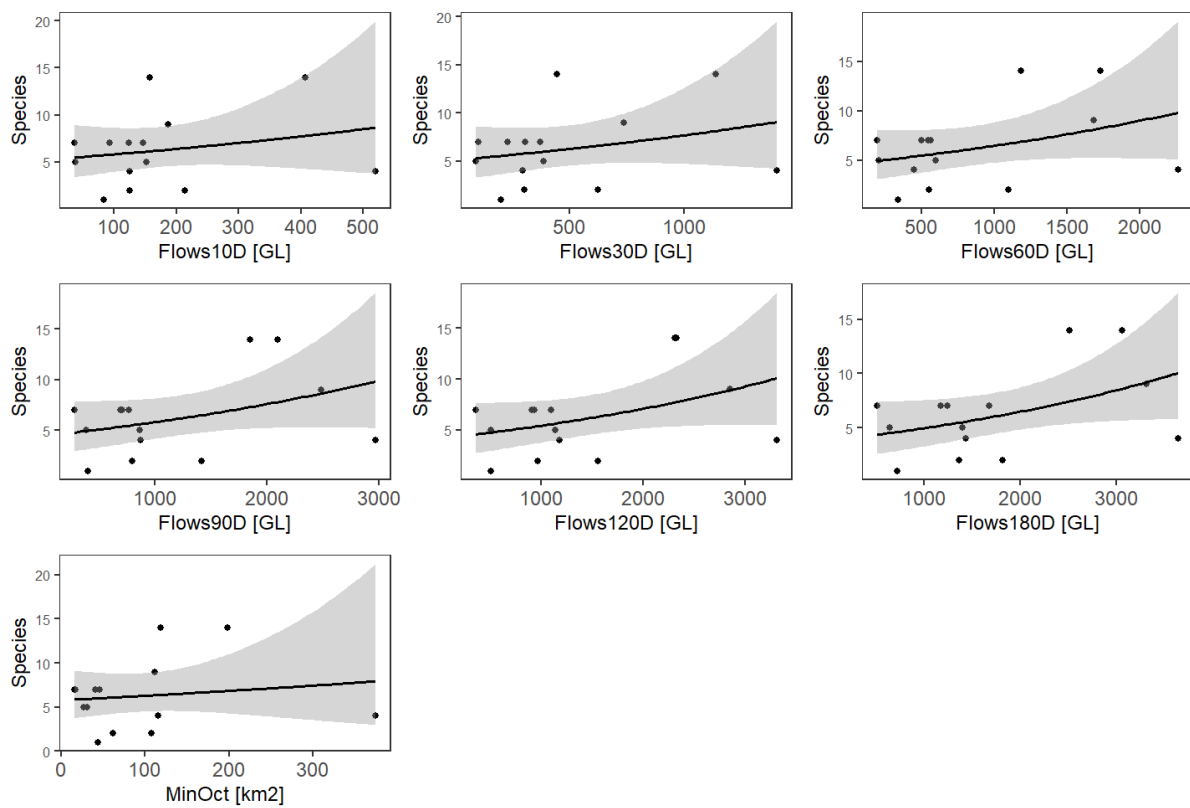 20
15
10
5
Species
100 200 300 400 500
Flows10D [GL]
20
15
10
5
Species
500 1000
Flows30D [GL]
15
10
5
Species
500 1000 1500 2000
Flows60D [GL]
15
10
5
Species
1000 2000 3000
Flows90D [GL]
15
10
5
Species
1000 2000 3000
Flows120D [GL]
15
10
5
Species
1000 2000 3000
Flows180D [GL]
20
15
10
5
0
Species
0 100 200 300
MinOct [km2]